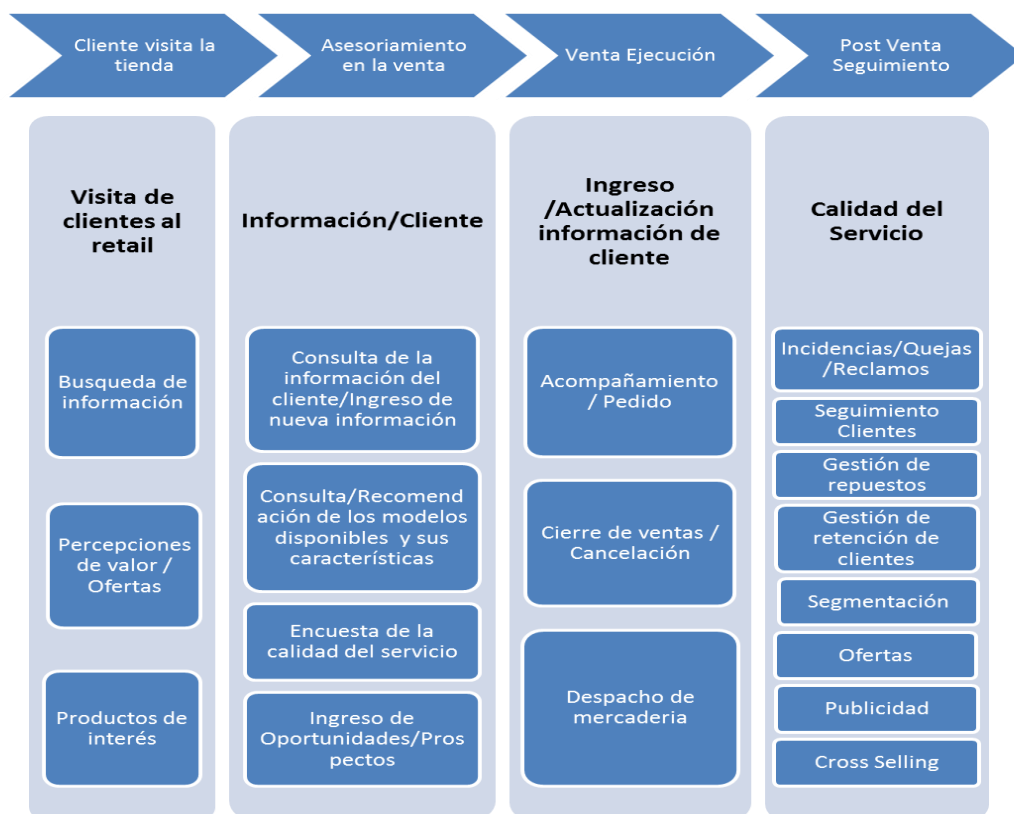 Cliente visita la
tienda
Asesoriamiento
en la venta
Venta Ejecución
Post Venta
Seguimiento
Visita de
clientes al
retail
Busqueda de
información
Percepciones
de valor /
Ofertas
Productos de
interés
Información/Cliente
Consulta de la
información del
cliente/Ingreso de
nueva información
Consulta/Recomend
ación de los modelos
disponibles y sus
características
Encuesta de la
calidad del servicio
Ingreso de
Oportunidades/Pros
pectos
Ingreso
/Actualización
información de
cliente
Acompañamiento
/ Pedido
Cierre de ventas /
Cancelación
Despacho de
mercaderia
Calidad del
Servicio
Incidencias/Quejas
/Reclamos
Seguimiento
Clientes
Gestión de
repuestos
Gestión de
retención de
clientes
Segmentación
Ofertas
Publicidad
Cross Selling